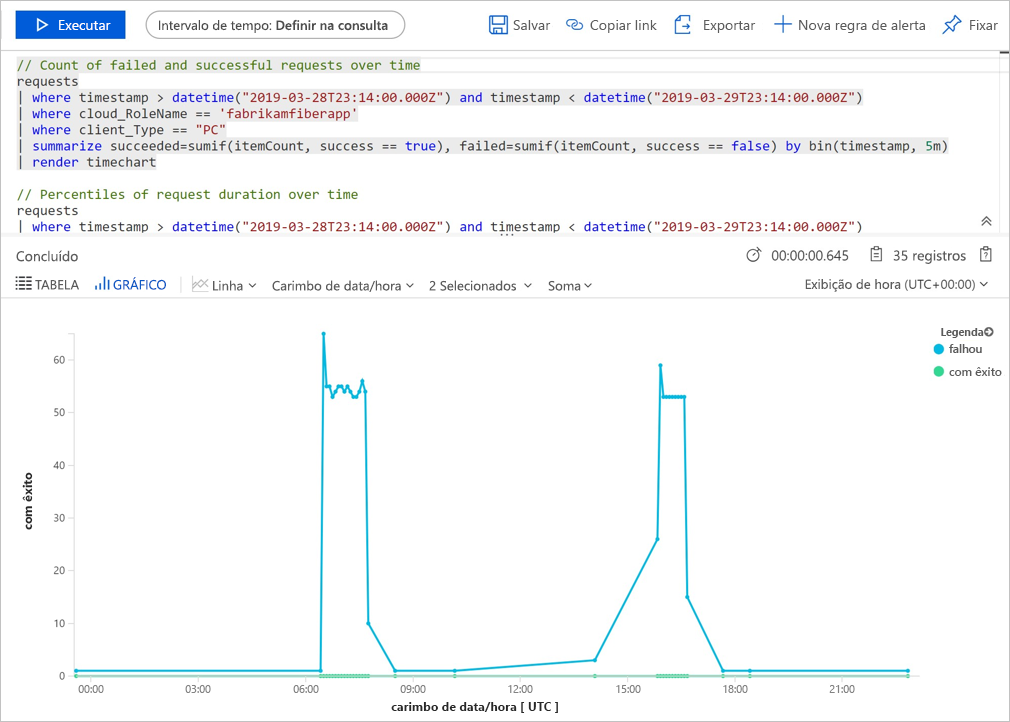 Executar
Intervalo de tempo: Definir na consulta
Salvar
Copiar link
Exportar
Nova regra de alerta
Fixar
// Count of failed and successful requests over time
requests
| where timestamp > datetime("2019-03-28T23:14:00.000Z") and timestamp < datetime("2019-03-29T23:14:00.000Z")
| where cloud_RoleName == 'fabrikamfiberapp'
| where client_Type == "PC"
| summarize succeeded=sumif(itemCount, success == true), failed=sumif(itemCount, success == false) by bin(timestamp, 5m)
| render timechart
// Percentiles of request duration over time
requests
| where timestamp > datetime("2019-03-28T23:14:00.000Z") and timestamp < datetime("2019-03-29T23:14:00.000Z")
Concluído
00:00:00.645
35 registros
TABELA
GRÁFICO
Linha
Carimbo de data/hora
2 Selecionados
Soma
Exibição de hora (UTC+00:00)
Legenda
falhou
com êxito
60
50
40
30
20
10
0
com êxito
00:00
03:00
06:00
09:00
12:00
15:00
18:00
21:00
carimbo de data/hora [ UTC ]